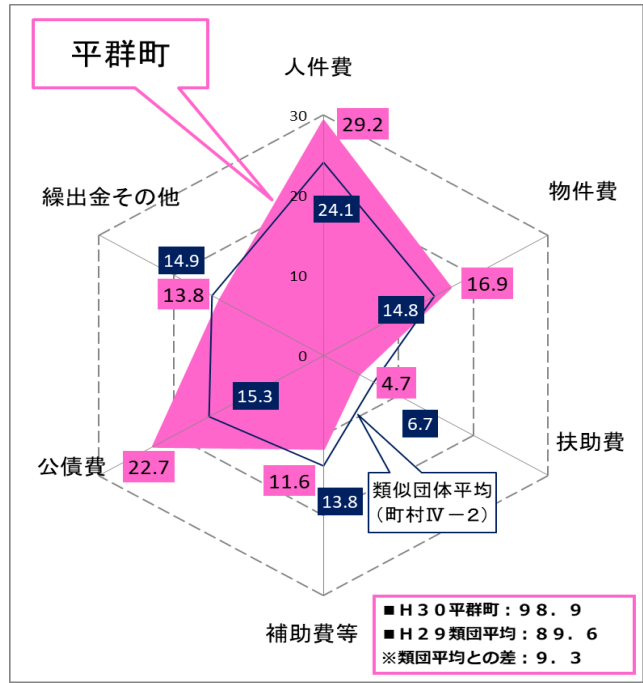 平群町
人件費
30
29.2
繰出金その他
20
物件費
24.1
14.9
13.8
10
16.9
14.8
0
4.7
15.3
6.7
扶助費
公債費
22.7
11.6
13.8
類似団体平均
（町村Ⅳ－2）
補助費等
■Ｈ３０平群町：９８．９
■Ｈ２９類団平均：８９．６
※類団平均との差：９．３